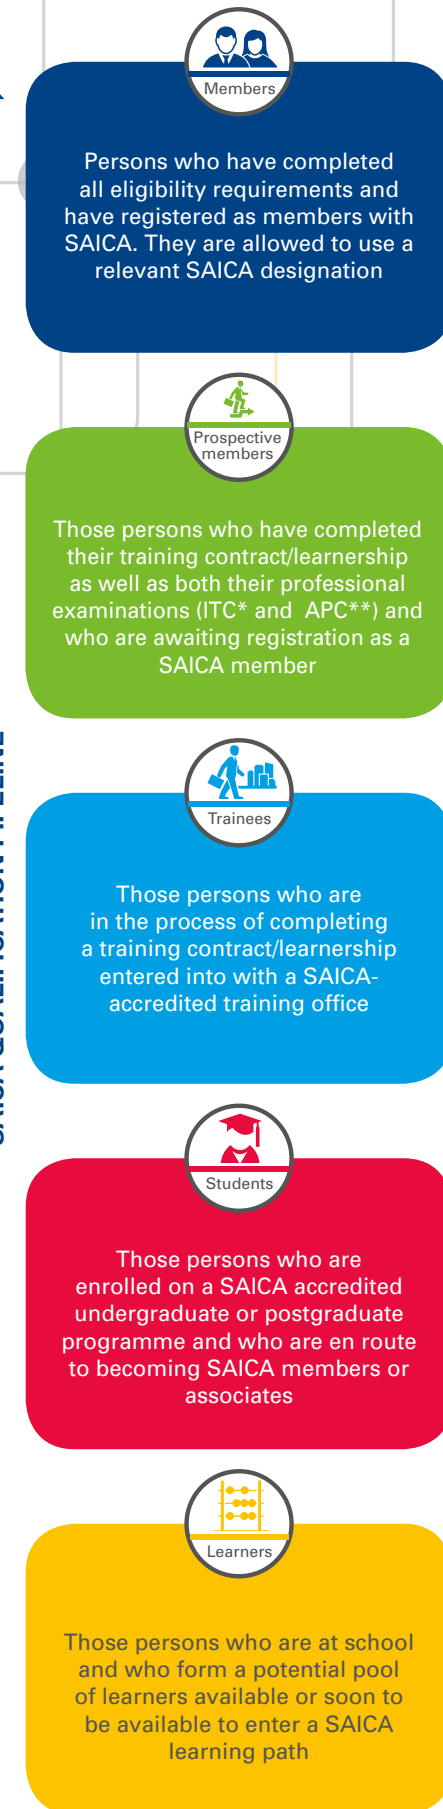 Members
Persons who have completed
all eligibility requirements and
have registered as members with
SAICA. They are allowed to use a
relevant SAICA designation
Prospective
members
Those persons who have completed
their training contract/learnership
as well as both their professional
examinations (ITC* and APC**) and
who are awaiting registration as a
SAICA member
Trainees
Those persons who are
in the process of completing
a training contract/learnership
entered into with a SAICA-
accredited training office
Students
Those persons who are
enrolled on a SAICA accredited
undergraduate or postgraduate
programme and who are en route
to becoming SAICA members or
associates
Learners
Those persons who are at school
and who form a potential pool
of learners available or soon to
be available to enter a SAICA
learning path